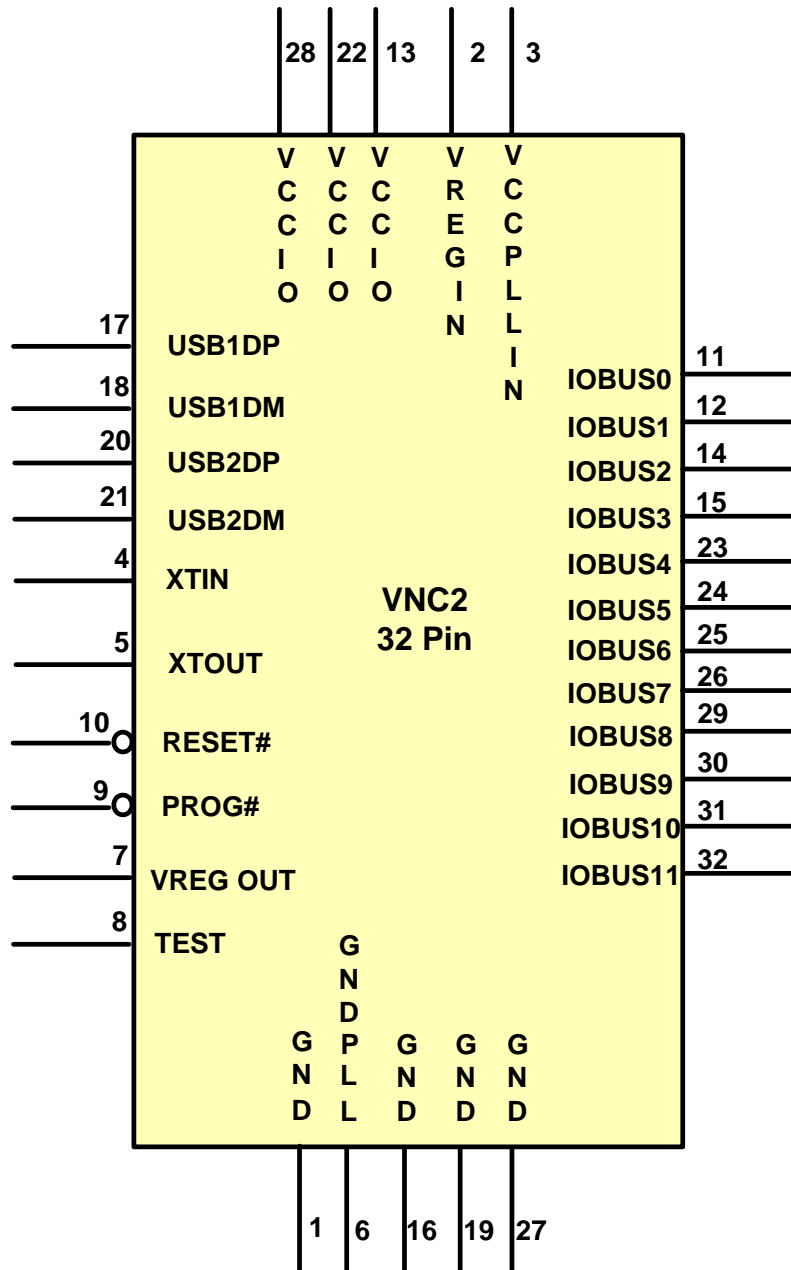 28 22 13 2 3
VCCIO VCCIO VCCIO VREGIN VCCPLLIN
17 USB1DP
18 USB1DM
20 USB2DP
21 USB2DM
4 XTIN
5 XTOUT
10 RESET#
9 PROG#
7 VREG OUT
8 TEST
VNC2
32 Pin
IOBUS0 11
IOBUS1 12
IOBUS2 14
IOBUS3 15
IOBUS4 23
IOBUS5 24
IOBUS6 25
IOBUS7 26
IOBUS8 29
IOBUS9 30
IOBUS10 31
IOBUS11 32
GND GNDPLL GND GND GND
1 6 16 19 27